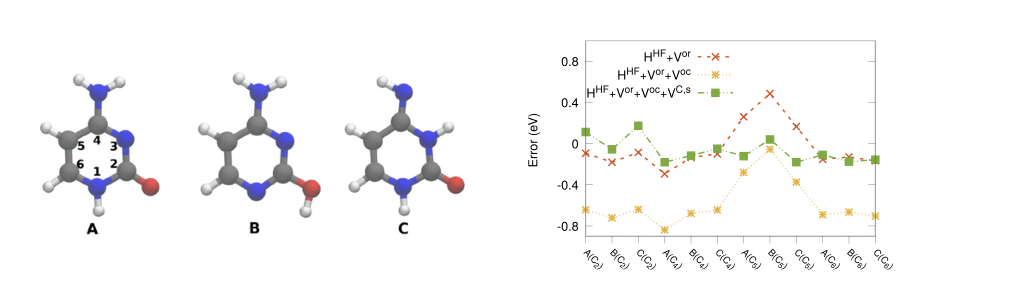 5
4
3
6
1
2
A
B
C
Error (eV)
0.8
0.4
0
-0.4
-0.8
H^HF+V^or
H^HF+V^or+V^oc
H^HF+V^or+V^oc+V^C,s
A(C₂)
B(C₂)
C(C₂)
A(C₄)
B(C₄)
C(C₄)
A(C₅)
B(C₅)
C(C₅)
A(C₆)
B(C₆)
C(C₆)